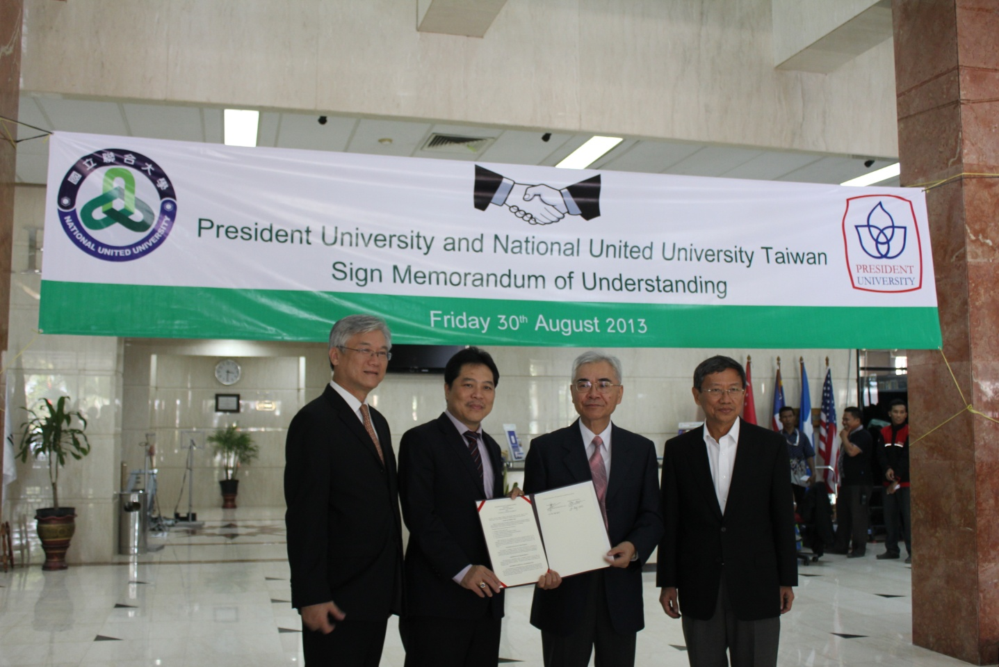 國立聯合大學
NATIONAL UNITED UNIVERSITY
President University and National United University Taiwan
Sign Memorandum of Understanding
Friday 30th August 2013
PRESIDENT
UNIVERSITY